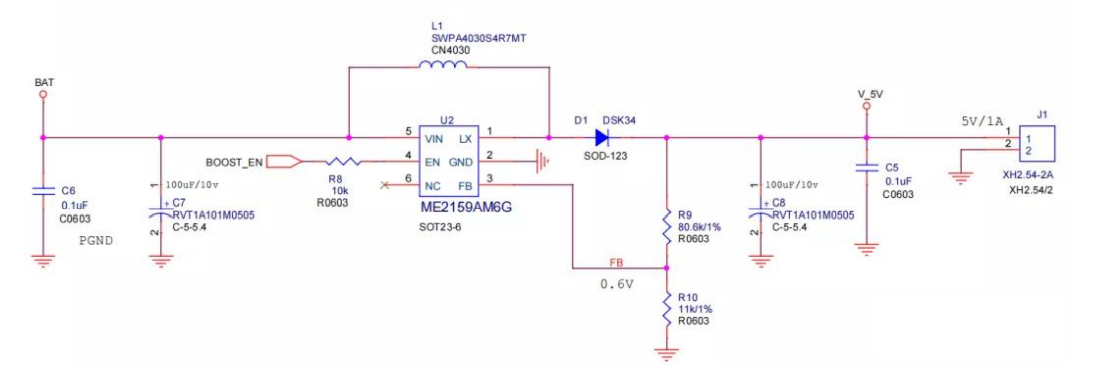 L1
SWPA4030S4R7MT
CN4030
BAT
C6
0.1uF
C0603
PGND
1
100uF/10v
+
C7
RVT1A101M0505
2
C-5-5.4
BOOST_EN
R8
10k
R0603
U2
5 VIN LX 1
4 EN GND 2
6 NC FB 3
ME2159AM6G
SOT23-6
D1 DSK34
SOD-123
R9
80.6k/1%
R0603
FB
0.6V
R10
11k/1%
R0603
1
100uF/10v
+
C8
RVT1A101M0505
2
C-5-5.4
V_5V
C5
0.1uF
C0603
5V/1A
J1
1 1
2 2
XH2.54-2A
XH2.54/2